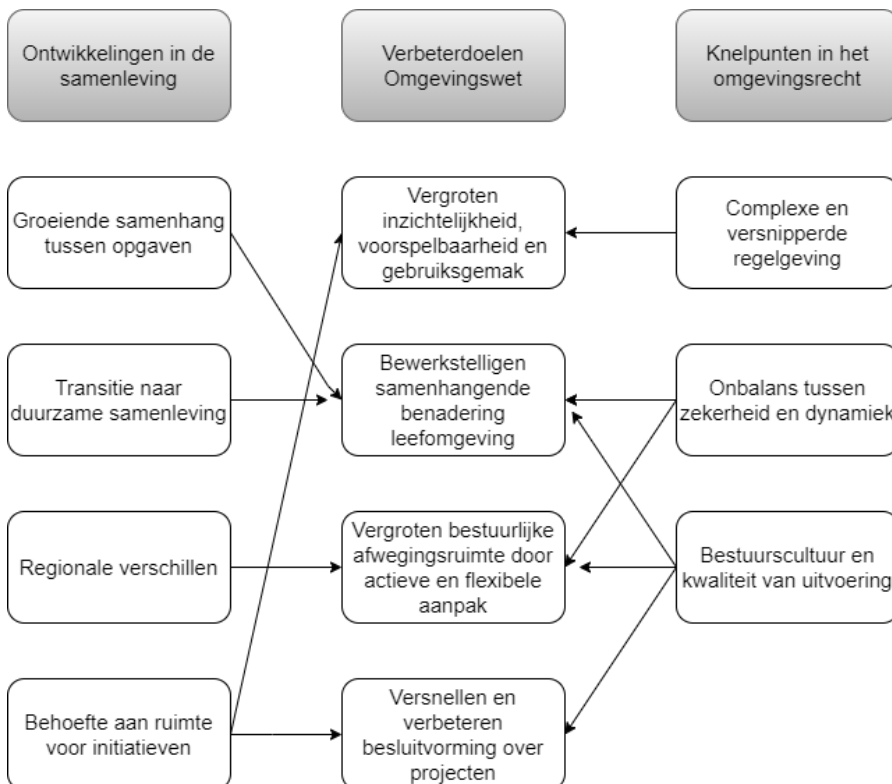 Ontwikkelingen in de
samenleving
Verbeterdoelen
Omgevingswet
Knelpunten in het
omgevingsrecht
Groeiende samenhang
tussen opgaven
Vergroten
inzichtelijkheid,
voorspelbaarheid en
gebruiksgemak
Complexe en
versnipperde
regelgeving
Transitie naar
duurzame samenleving
Bewerkstelligen
samenhangende
benadering
leefomgeving
Onbalans tussen
zekerheid en dynamiek
Regionale verschillen
Vergroten bestuurlijke
afwegingsruimte door
actieve en flexibele
aanpak
Bestuurscultuur en
kwaliteit van uitvoering
Behoefte aan ruimte
voor initiatieven
Versnellen en
verbeteren
besluitvorming over
projecten